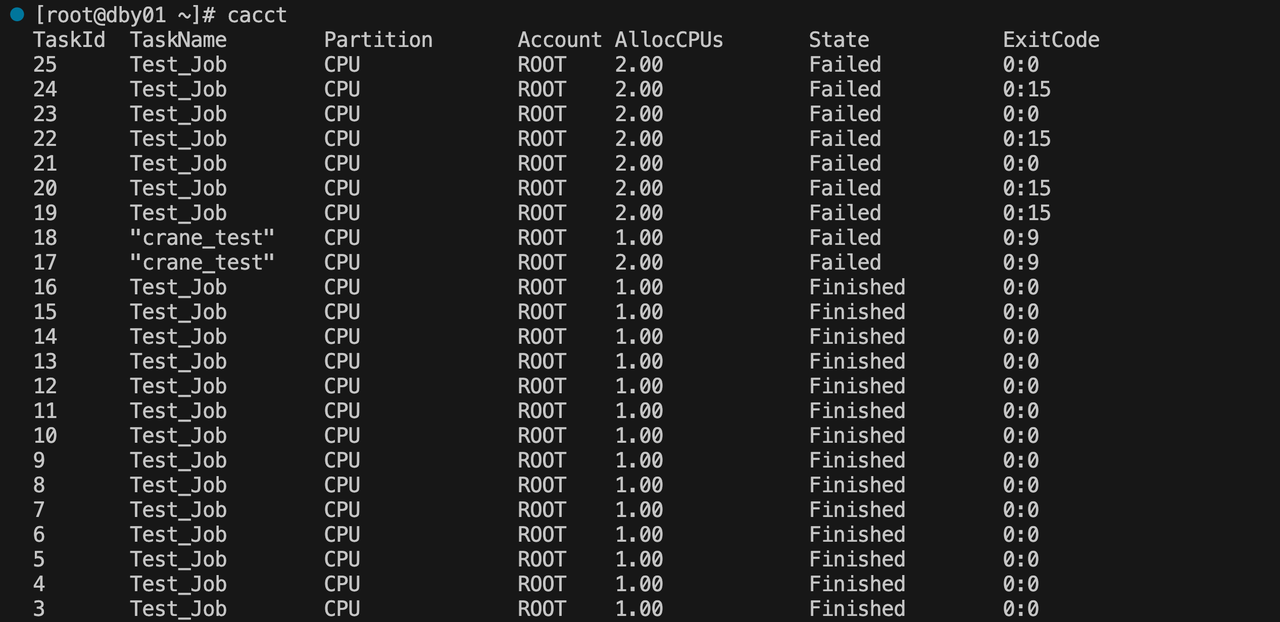 [root@dby01 ~]# cacct
TaskId  TaskName        Partition       Account AllocCPUs       State           ExitCode
25      Test_Job        CPU             ROOT    2.00            Failed          0:0
24      Test_Job        CPU             ROOT    2.00            Failed          0:15
23      Test_Job        CPU             ROOT    2.00            Failed          0:0
22      Test_Job        CPU             ROOT    2.00            Failed          0:15
21      Test_Job        CPU             ROOT    2.00            Failed          0:0
20      Test_Job        CPU             ROOT    2.00            Failed          0:15
19      Test_Job        CPU             ROOT    2.00            Failed          0:15
18      "crane_test"    CPU             ROOT    1.00            Failed          0:9
17      "crane_test"    CPU             ROOT    2.00            Failed          0:9
16      Test_Job        CPU             ROOT    1.00            Finished        0:0
15      Test_Job        CPU             ROOT    1.00            Finished        0:0
14      Test_Job        CPU             ROOT    1.00            Finished        0:0
13      Test_Job        CPU             ROOT    1.00            Finished        0:0
12      Test_Job        CPU             ROOT    1.00            Finished        0:0
11      Test_Job        CPU             ROOT    1.00            Finished        0:0
10      Test_Job        CPU             ROOT    1.00            Finished        0:0
9       Test_Job        CPU             ROOT    1.00            Finished        0:0
8       Test_Job        CPU             ROOT    1.00            Finished        0:0
7       Test_Job        CPU             ROOT    1.00            Finished        0:0
6       Test_Job        CPU             ROOT    1.00            Finished        0:0
5       Test_Job        CPU             ROOT    1.00            Finished        0:0
4       Test_Job        CPU             ROOT    1.00            Finished        0:0
3       Test_Job        CPU             ROOT    1.00            Finished        0:0